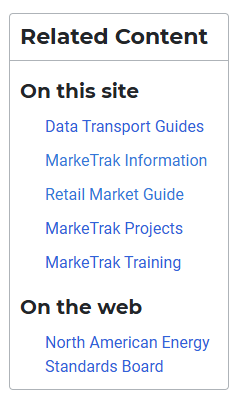 Related Content
On this site
Data Transport Guides
MarkeTrak Information
Retail Market Guide
MarkeTrak Projects
MarkeTrak Training
On the web
North American Energy
Standards Board